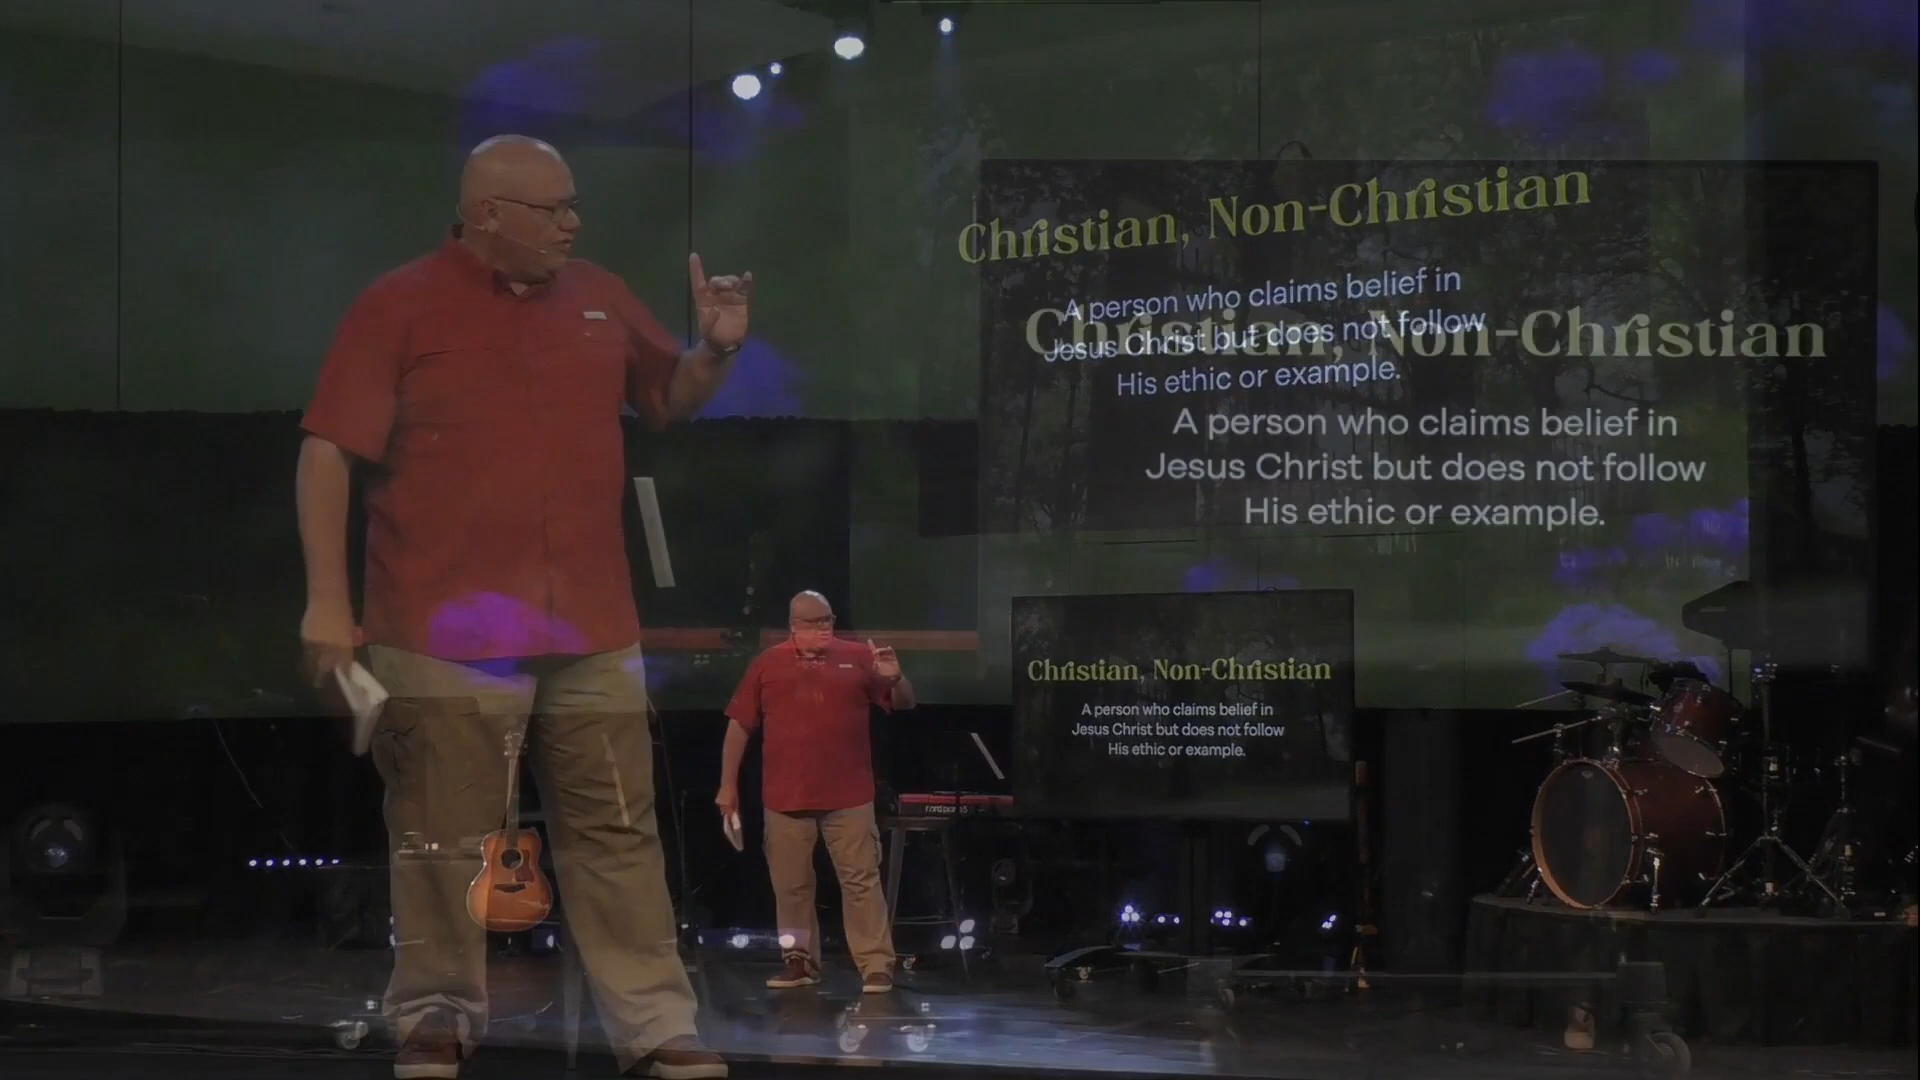 Christian, Non-Christian
A person who claims belief in
Jesus Christ but does not follow
His ethic or example.
Christian, Non-Christian
A person who claims belief in
Jesus Christ but does not follow
His ethic or example.
Christian, Non-Christian
A person who claims belief in
Jesus Christ but does not follow
His ethic or example.